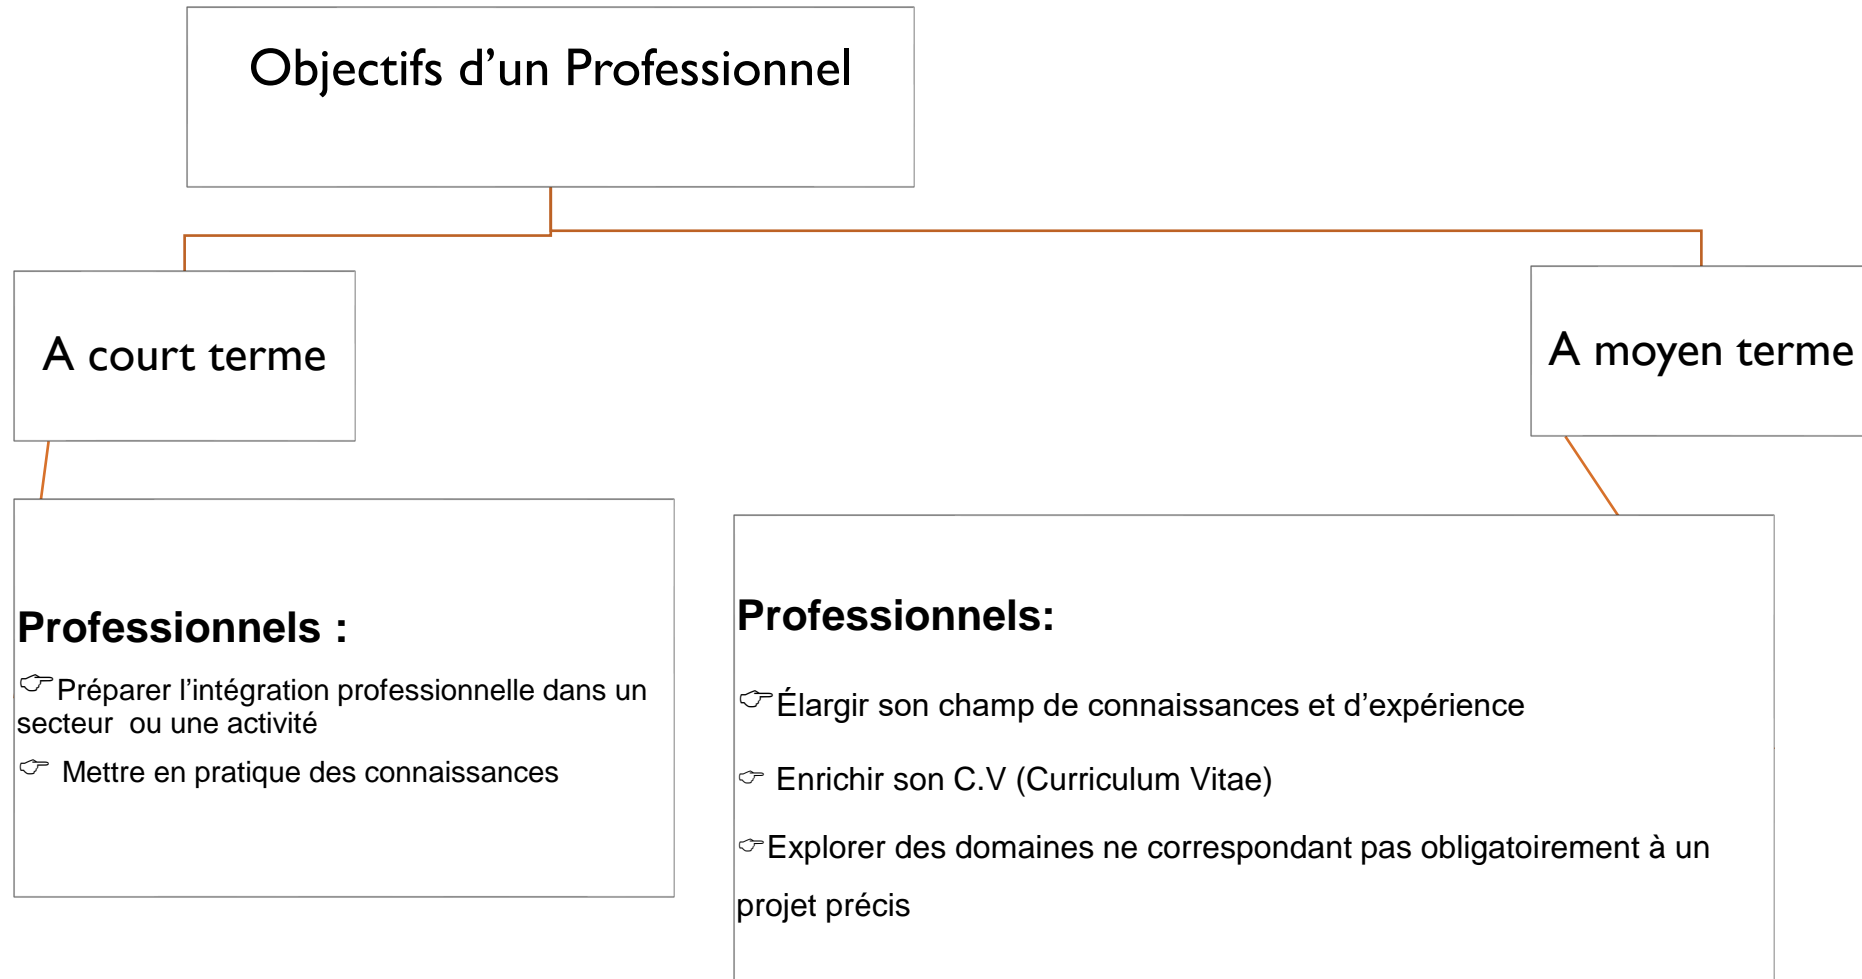 Objectifs d’un Professionnel
A court terme
A moyen terme
Professionnels :
☞Préparer l’intégration professionnelle dans un
secteur ou une activité
☞ Mettre en pratique des connaissances
Professionnels:
☞Élargir son champ de connaissances et d’expérience
☞ Enrichir son C.V (Curriculum Vitae)
☞Explorer des domaines ne correspondant pas obligatoirement à un
projet précis